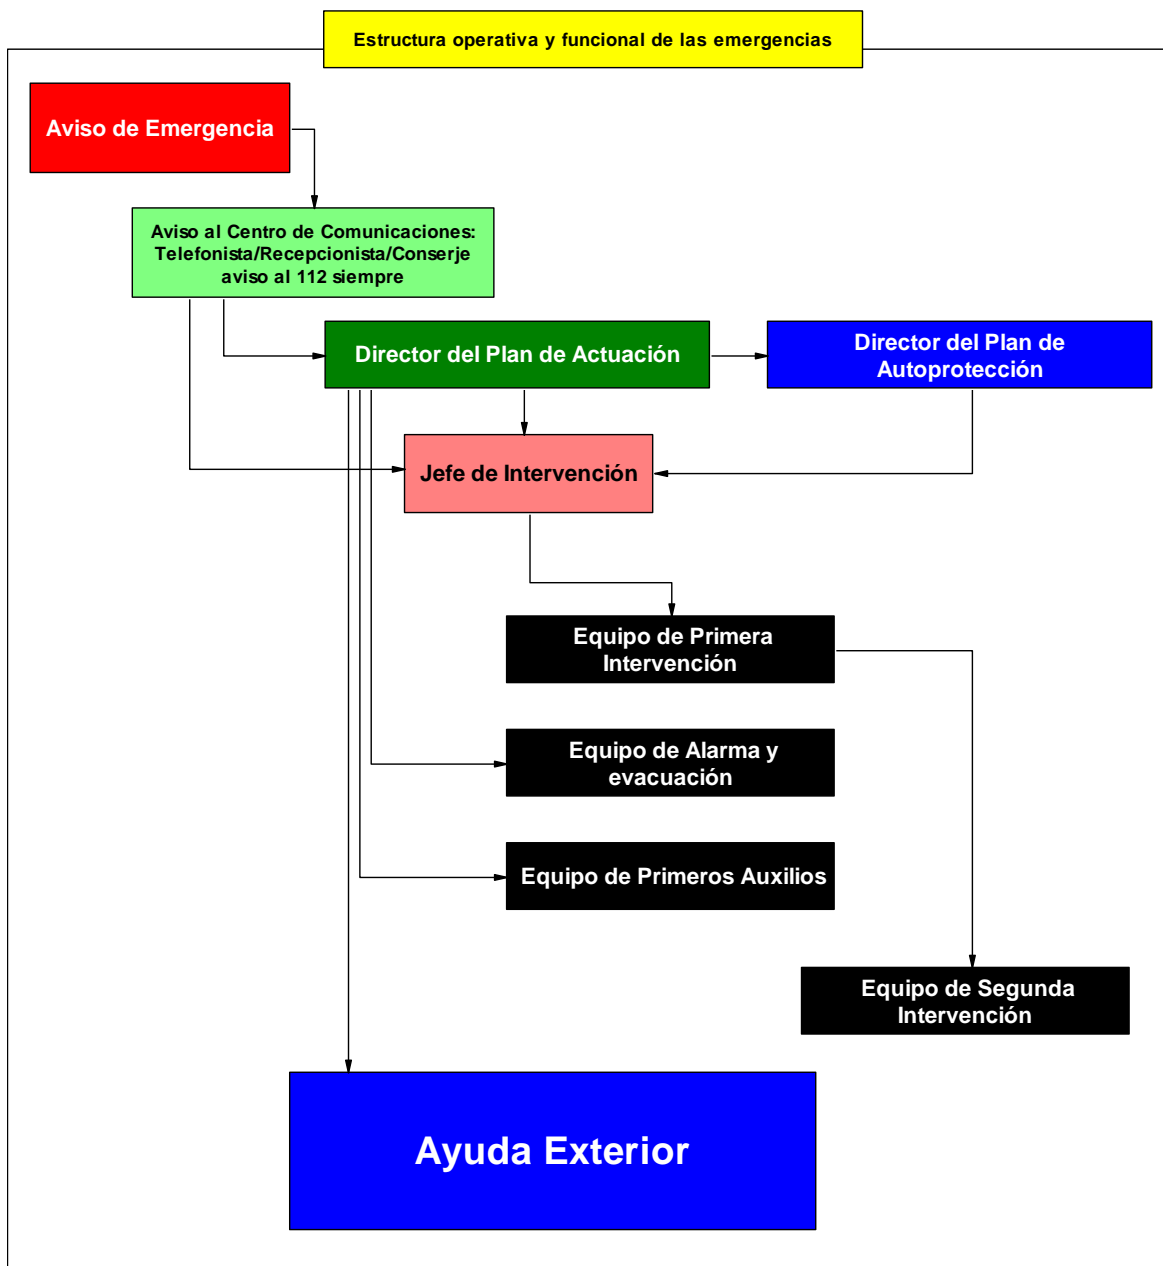 Estructura operativa y funcional de las emergencias
Aviso de Emergencia
Aviso al Centro de Comunicaciones:
Telefonista/Recepcionista/Conserje
aviso al 112 siempre
Director del Plan de Actuación
Director del Plan de
Autoprotección
Jefe de Intervención
Equipo de Primera
Intervención
Equipo de Alarma y
evacuación
Equipo de Primeros Auxilios
Equipo de Segunda
Intervención
Ayuda Exterior